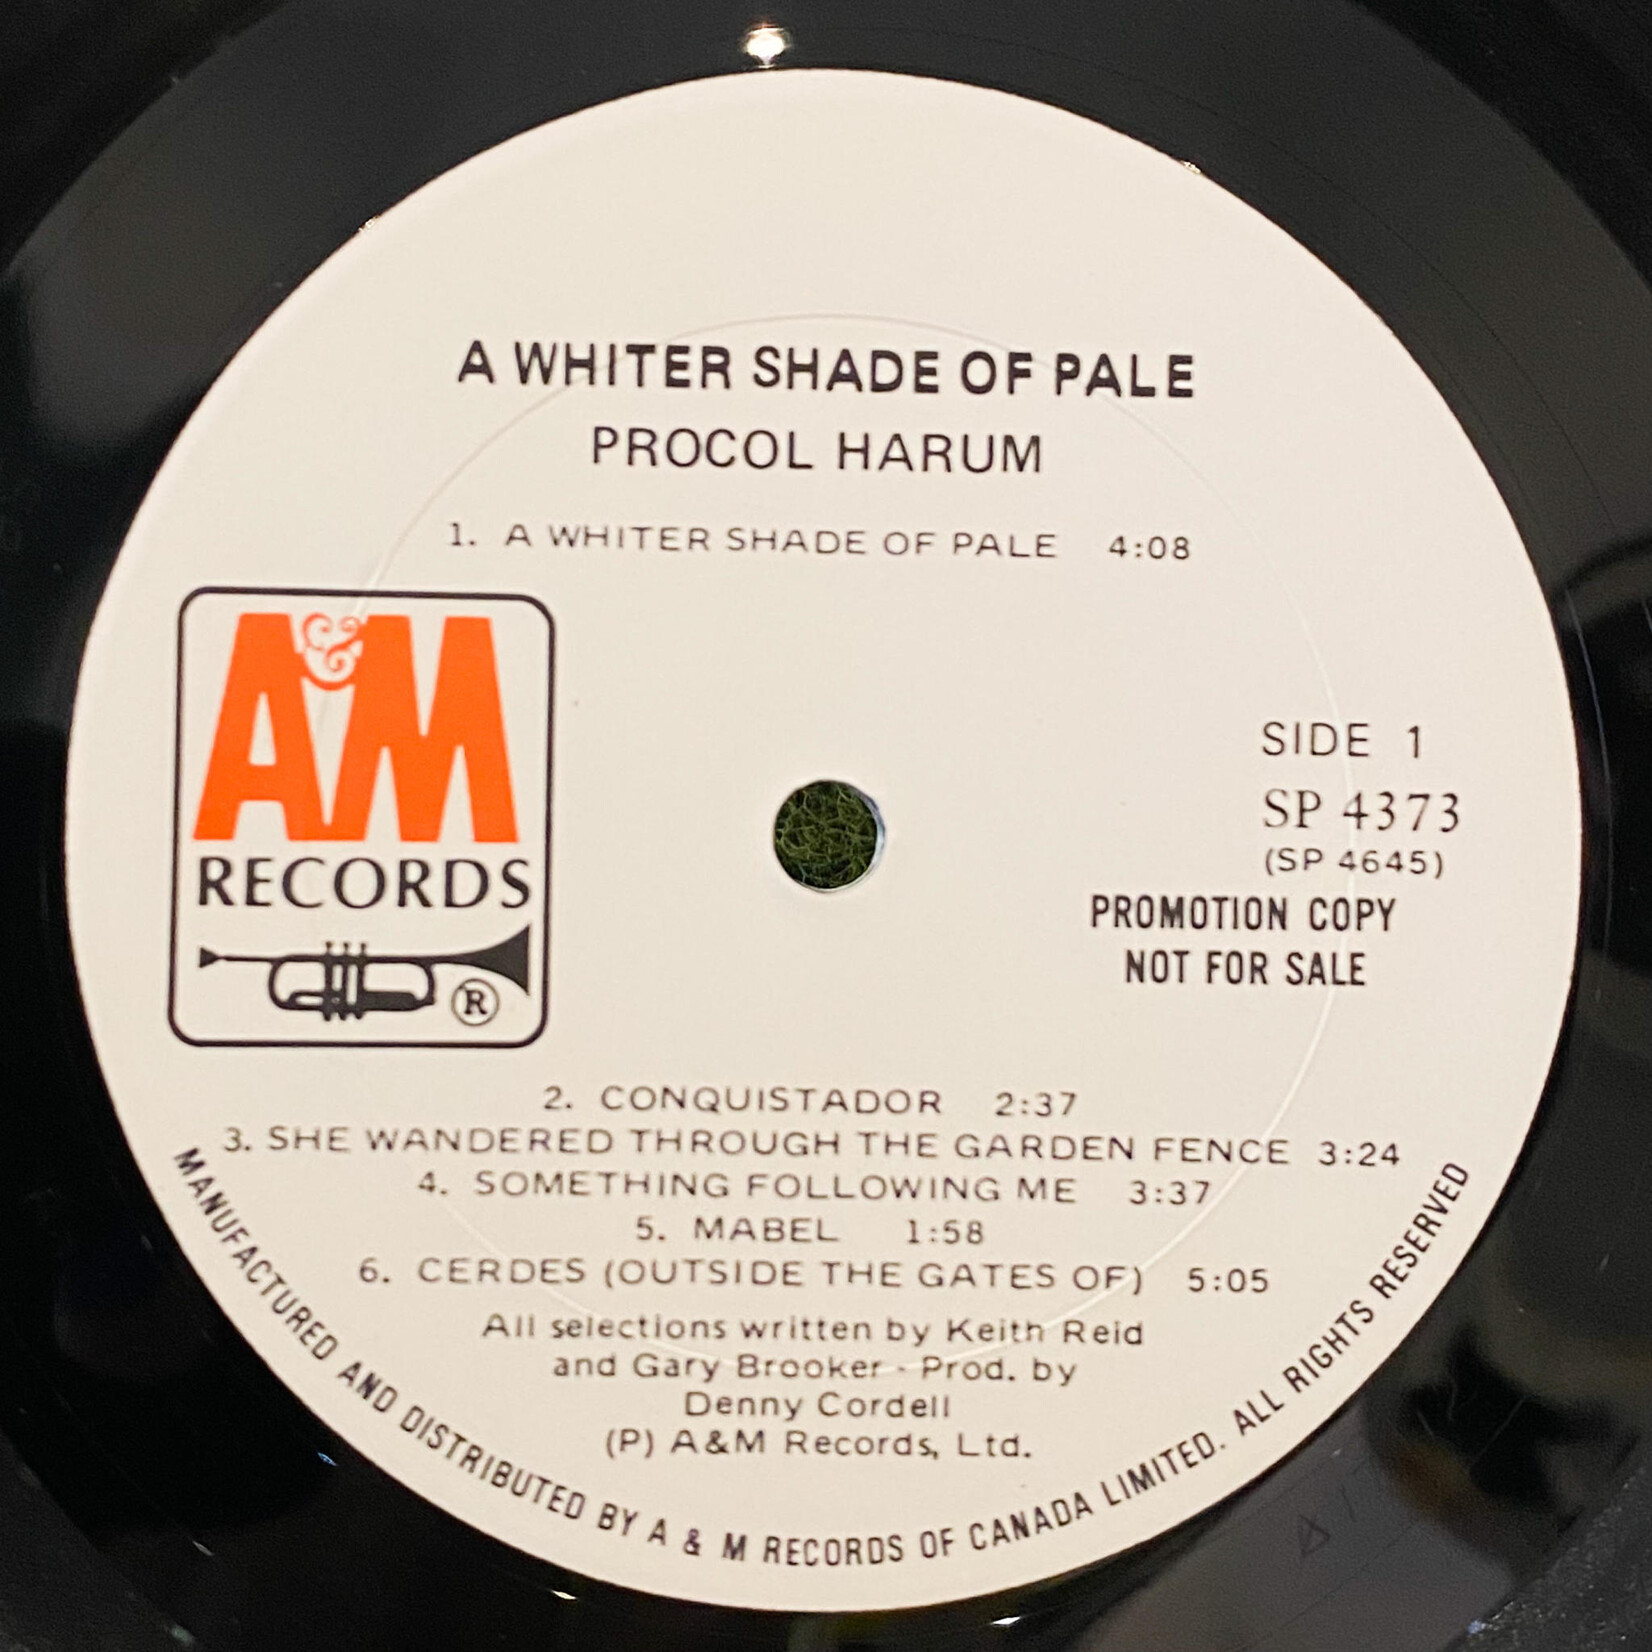 A WHITER SHADE OF PALE
PROCOL HARUM
1. A WHITER SHADE OF PALE 4:08
A&M
RECORDS
®
SIDE 1
SP 4373
(SP 4645)
PROMOTION COPY
NOT FOR SALE
2. CONQUISTADOR 2:37
3. SHE WANDERED THROUGH THE GARDEN FENCE 3:24
4. SOMETHING FOLLOWING ME 3:37
5. MABEL 1:58
6. CERDES (OUTSIDE THE GATES OF) 5:05
All selections written by Keith Reid
and Gary Brooker - Prod. by
Denny Cordell
(P) A&M Records, Ltd.
MANUFACTURED AND DISTRIBUTED BY A & M RECORDS OF CANADA LIMITED. ALL RIGHTS RESERVED